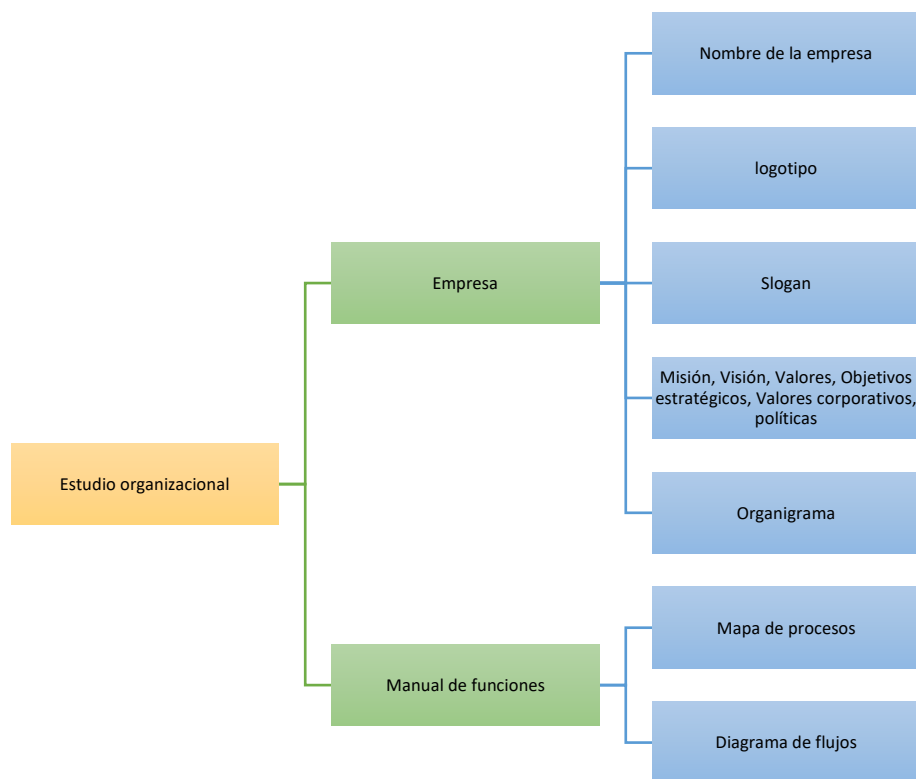 Nombre de la empresa
logotipo
Empresa
Slogan
Misión, Visión, Valores, Objetivos
estratégicos, Valores corporativos,
políticas
Estudio organizacional
Organigrama
Mapa de procesos
Manual de funciones
Diagrama de flujos